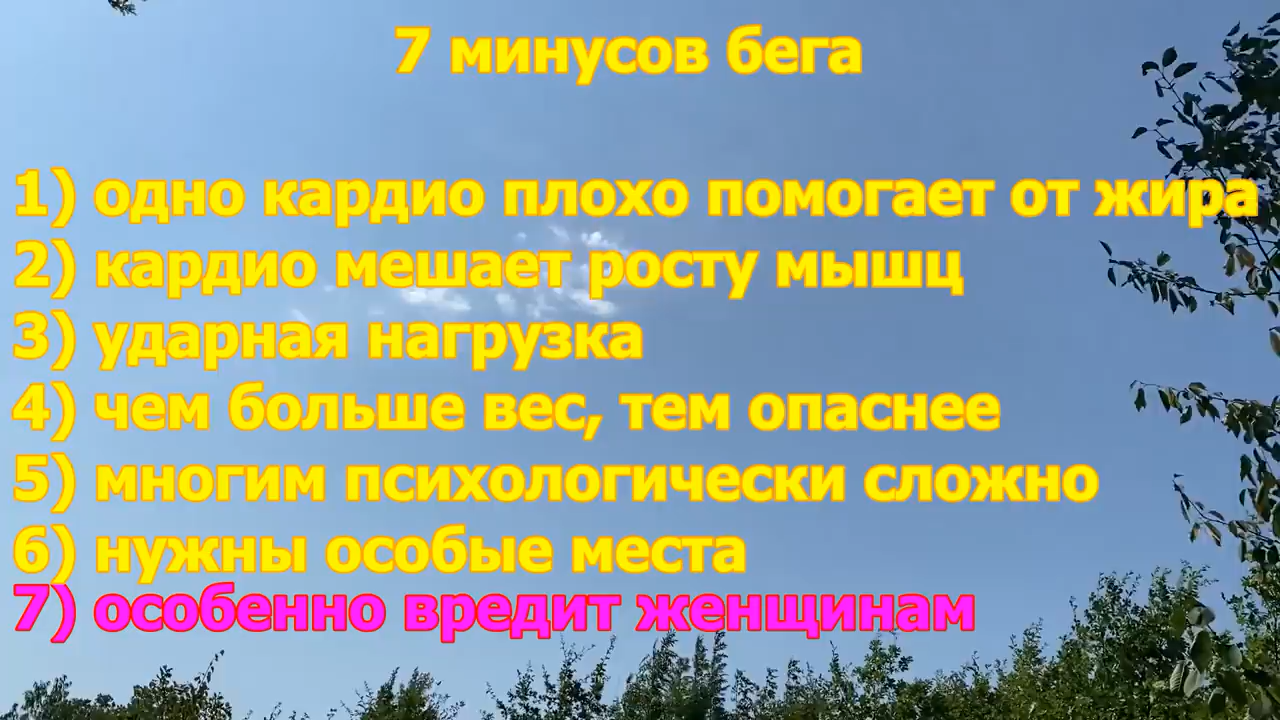 7 минусов бега
1) одно кардио плохо помогает от жира
2) кардио мешает росту мышц
3) ударная нагрузка
4) чем больше вес, тем опаснее
5) многим психологически сложно
6) нужны особые места
7) особенно вредит женщинам